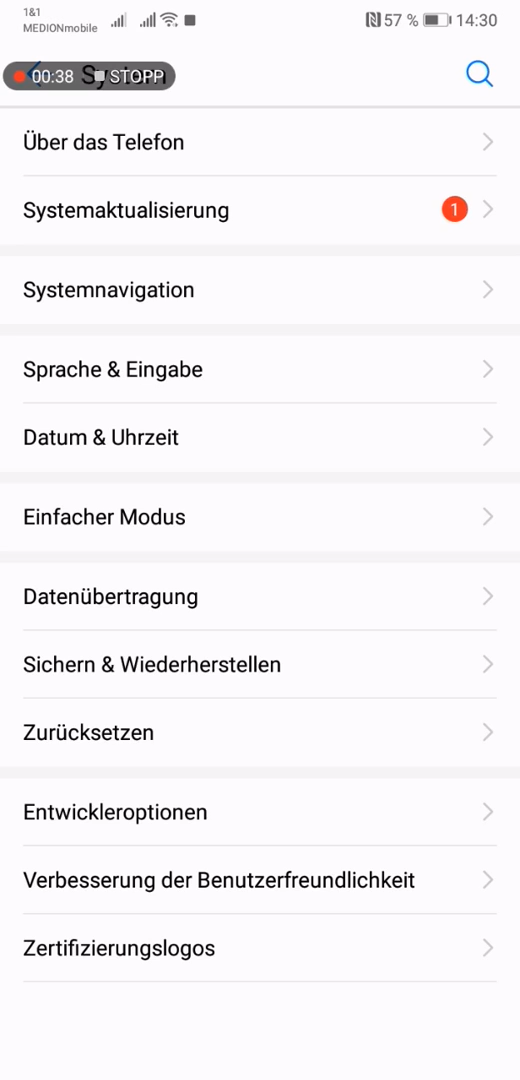 1&1
MEDIONmobile
57 %
14:30
00:38
STOPP
Über das Telefon
Systemaktualisierung
1
Systemnavigation
Sprache & Eingabe
Datum & Uhrzeit
Einfacher Modus
Datenübertragung
Sichern & Wiederherstellen
Zurücksetzen
Entwickleroptionen
Verbesserung der Benutzerfreundlichkeit
Zertifizierungslogos